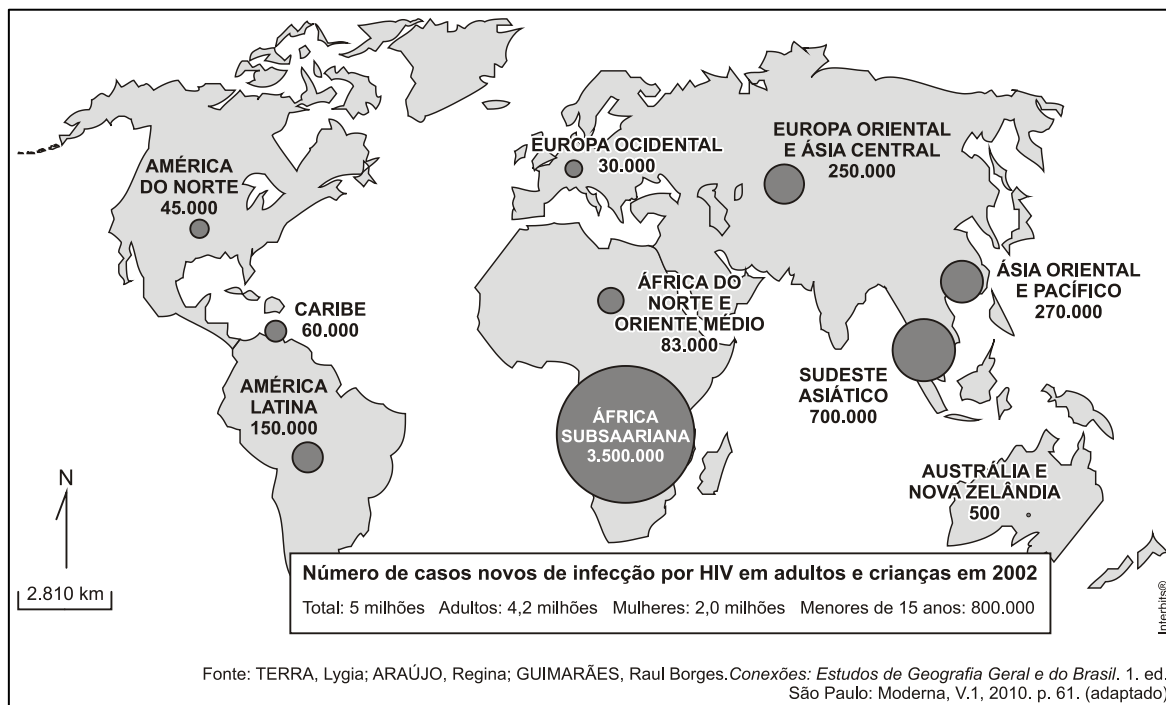 AMÉRICA
DO NORTE
45.000
EUROPA OCIDENTAL
30.000
EUROPA ORIENTAL
E ÁSIA CENTRAL
250.000
CARIBE
60.000
ÁFRICA DO
NORTE E
ORIENTE MÉDIO
83.000
ÁSIA ORIENTAL
E PACÍFICO
270.000
AMÉRICA
LATINA
150.000
ÁFRICA
SUBSAARIANA
3.500.000
SUDESTE
ASIÁTICO
700.000
AUSTRÁLIA E
NOVA ZELÂNDIA
500
N
2.810 km
Número de casos novos de infecção por HIV em adultos e crianças em 2002
Total: 5 milhões Adultos: 4,2 milhões Mulheres: 2,0 milhões Menores de 15 anos: 800.000
Interbits®
Fonte: TERRA, Lygia; ARAÚJO, Regina; GUIMARÃES, Raul Borges.Conexões: Estudos de Geografia Geral e do Brasil. 1. ed.
São Paulo: Moderna, V.1, 2010. p. 61. (adaptado)